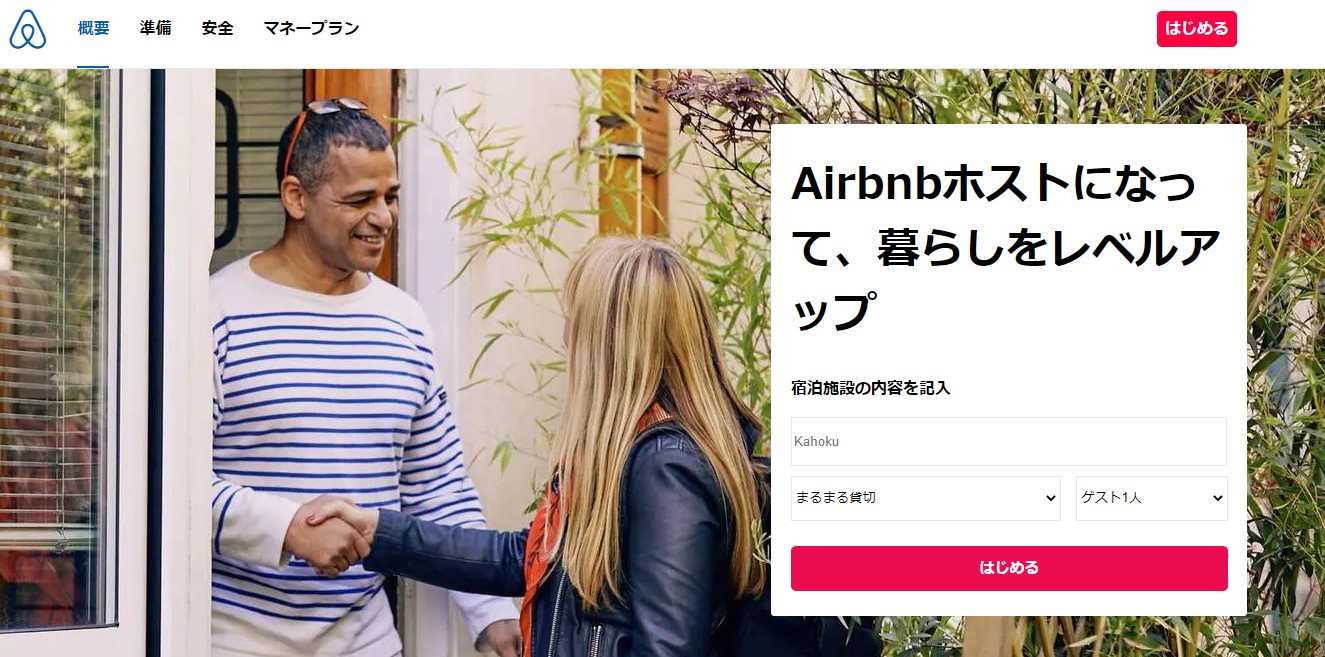 概要 準備 安全 マネープラン はじめる
Airbnbホストになっ
て、暮らしをレベルア
ップ
宿泊施設の内容を記入
Kahoku
まるまる貸切 ゲスト1人
はじめる